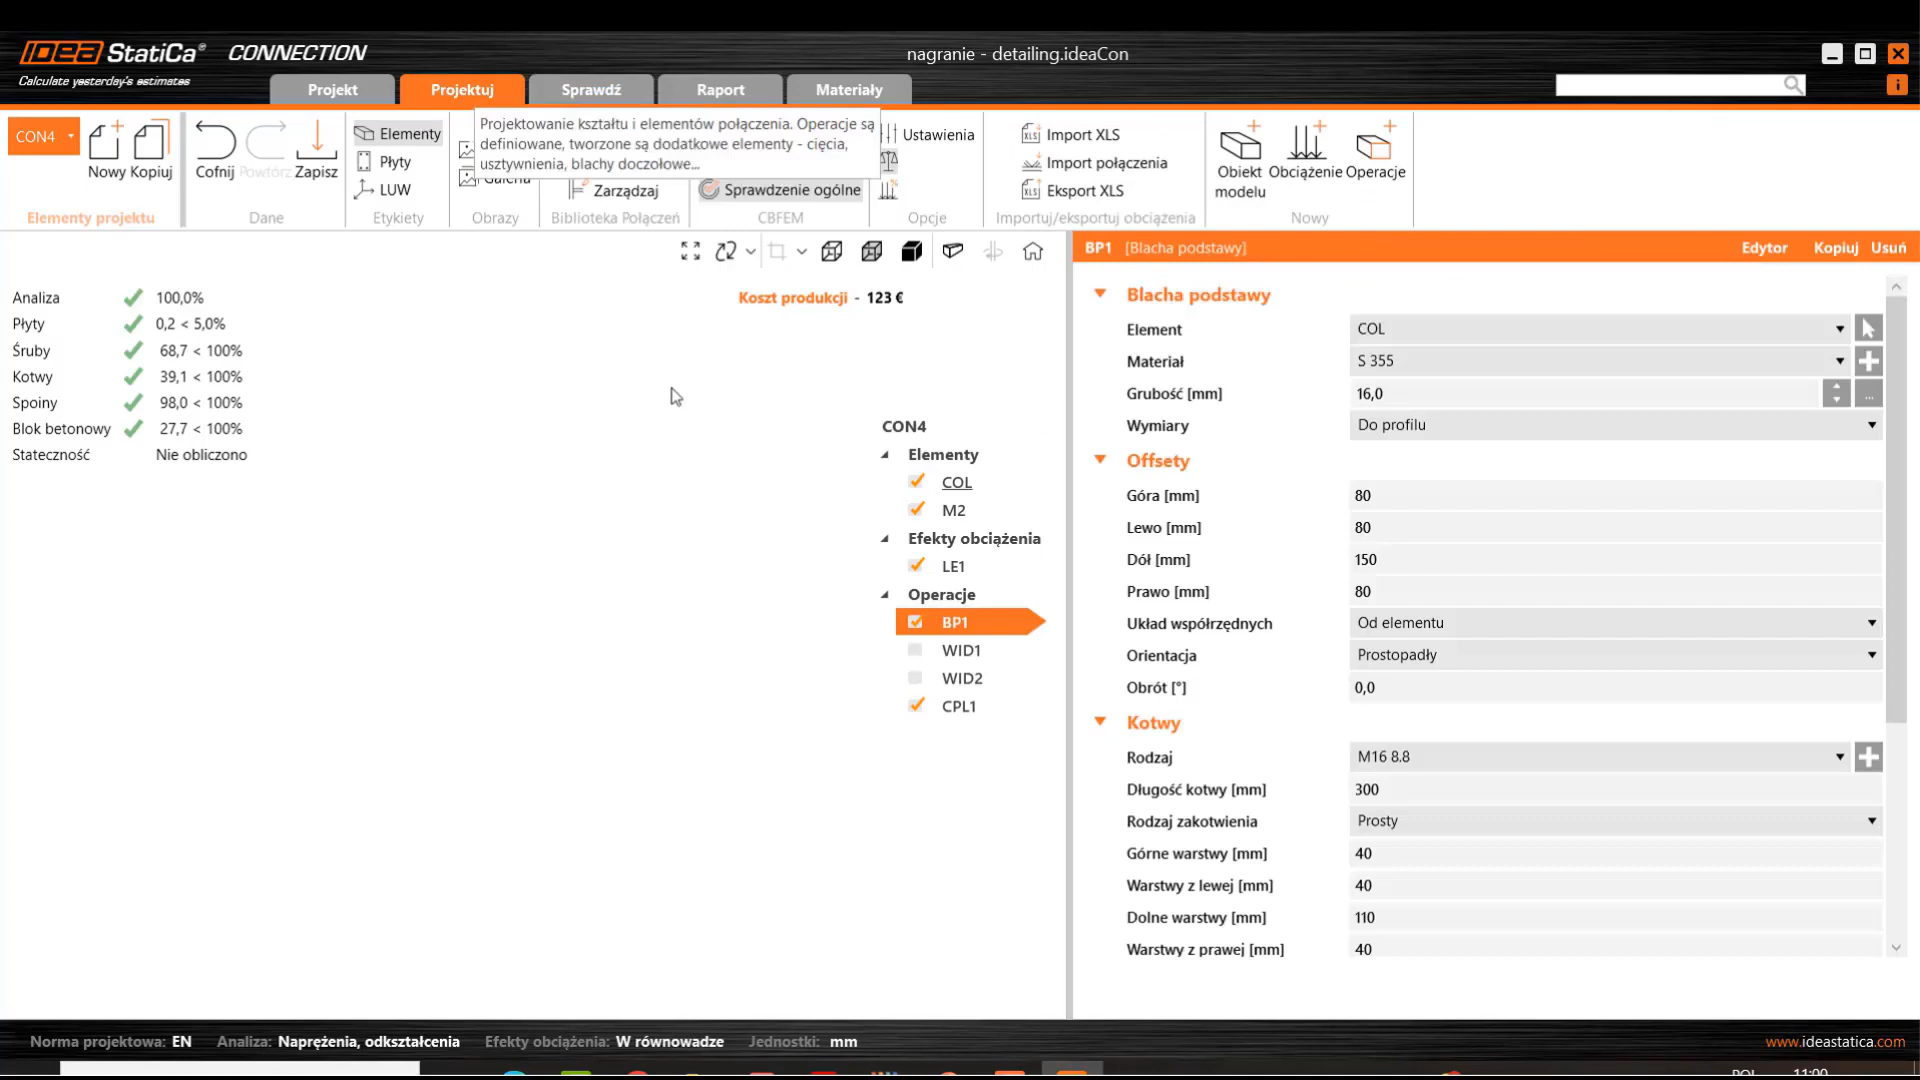 IDEA StatiCa® CONNECTION
Calculate yesterday's estimates
nagranie - detailing.ideaCon
Projekt Projektuj Sprawdź Raport Materiały
CON4
Nowy Kopiuj
Elementy projektu
Cofnij Powtórz Zapisz
Dane
Elementy
Płyty
LUW
Etykiety
Projektowanie kształtu i elementów połączenia. Operacje są
definiowane, tworzone są dodatkowe elementy - cięcia,
usztywnienia, blachy doczołowe...
Galeria
Obrazy
Zarządzaj
Biblioteka Połączeń
Sprawdzenie ogólne
CBFEM
Ustawienia
Opcje
Import XLS
Import połączenia
Eksport XLS
Importuj/eksportuj obciążenia
Obiekt
modelu
Obciążenie Operacje
Nowy
Analiza 100,0%
Płyty 0,2 < 5,0%
Śruby 68,7 < 100%
Kotwy 39,1 < 100%
Spoiny 98,0 < 100%
Blok betonowy 27,7 < 100%
Stateczność Nie obliczono
Koszt produkcji - 123 €
CON4
Elementy
COL
M2
Efekty obciążenia
LE1
Operacje
BP1
WID1
WID2
CPL1
BP1 [Blacha podstawy] Edytor Kopiuj Usuń
Blacha podstawy
Element COL
Materiał S 355
Grubość [mm] 16,0
Wymiary Do profilu
Offsety
Góra [mm] 80
Lewo [mm] 80
Dół [mm] 150
Prawo [mm] 80
Układ współrzędnych Od elementu
Orientacja Prostopadły
Obrót [°] 0,0
Kotwy
Rodzaj M16 8.8
Długość kotwy [mm] 300
Rodzaj zakotwienia Prosty
Górne warstwy [mm] 40
Warstwy z lewej [mm] 40
Dolne warstwy [mm] 110
Warstwy z prawej [mm] 40
Norma projektowa: EN Analiza: Naprężenia, odkształcenia Efekty obciążenia: W równowadze Jednostki: mm
www.ideastatica.com
POL 11:00